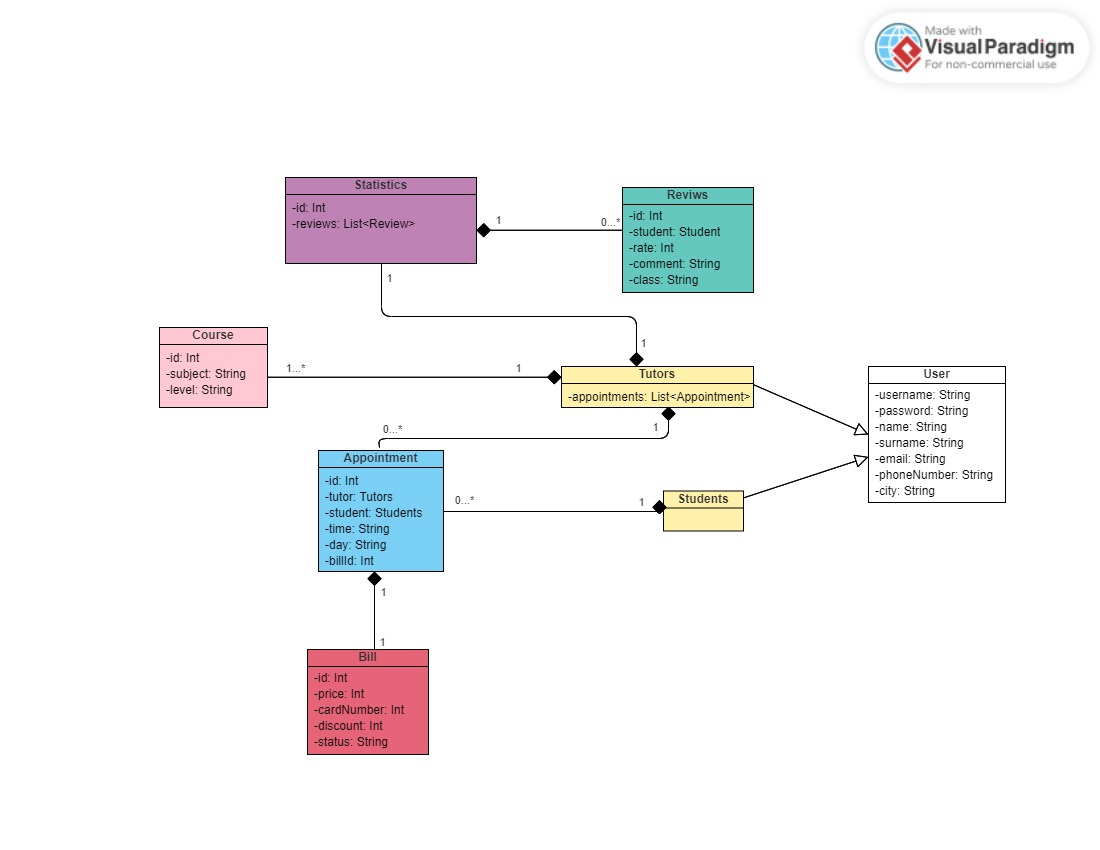 Made with
Visual Paradigm
For non-commercial use
Statistics
-id: Int
-reviews: List<Review>
1
0...*
Reviws
-id: Int
-student: Student
-rate: Int
-comment: String
-class: String
1
1
Course
-id: Int
-subject: String
-level: String
1...*
1
Tutors
-appointments: List<Appointment>
User
-username: String
-password: String
-name: String
-surname: String
-email: String
-phoneNumber: String
-city: String
0...*
1
Appointment
-id: Int
-tutor: Tutors
-student: Students
-time: String
-day: String
-billId: Int
0...*
1
Students
1
1
Bill
-id: Int
-price: Int
-cardNumber: Int
-discount: Int
-status: String